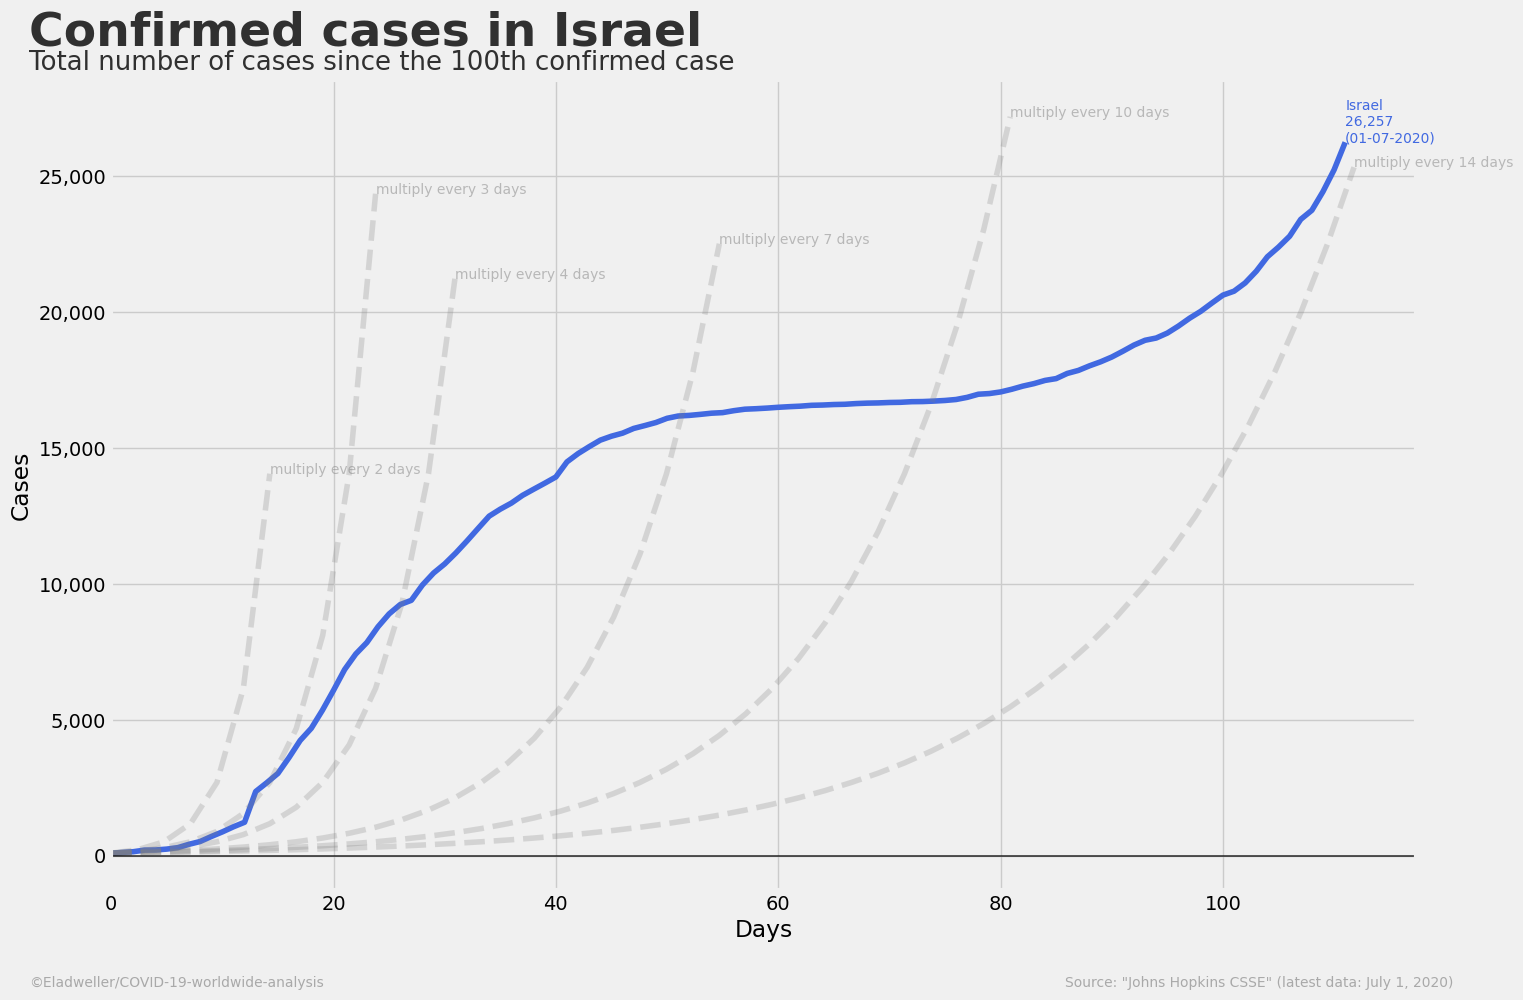 Confirmed cases in Israel
Total number of cases since the 100th confirmed case
Israel
26,257
(01-07-2020)
multiply every 10 days
multiply every 14 days
25,000
multiply every 3 days
multiply every 7 days
multiply every 4 days
20,000
multiply every 2 days
15,000
Cases
10,000
5,000
0
0 20 40 60 80 100
Days
©Eladweller/COVID-19-worldwide-analysis
Source: "Johns Hopkins CSSE" (latest data: July 1, 2020)